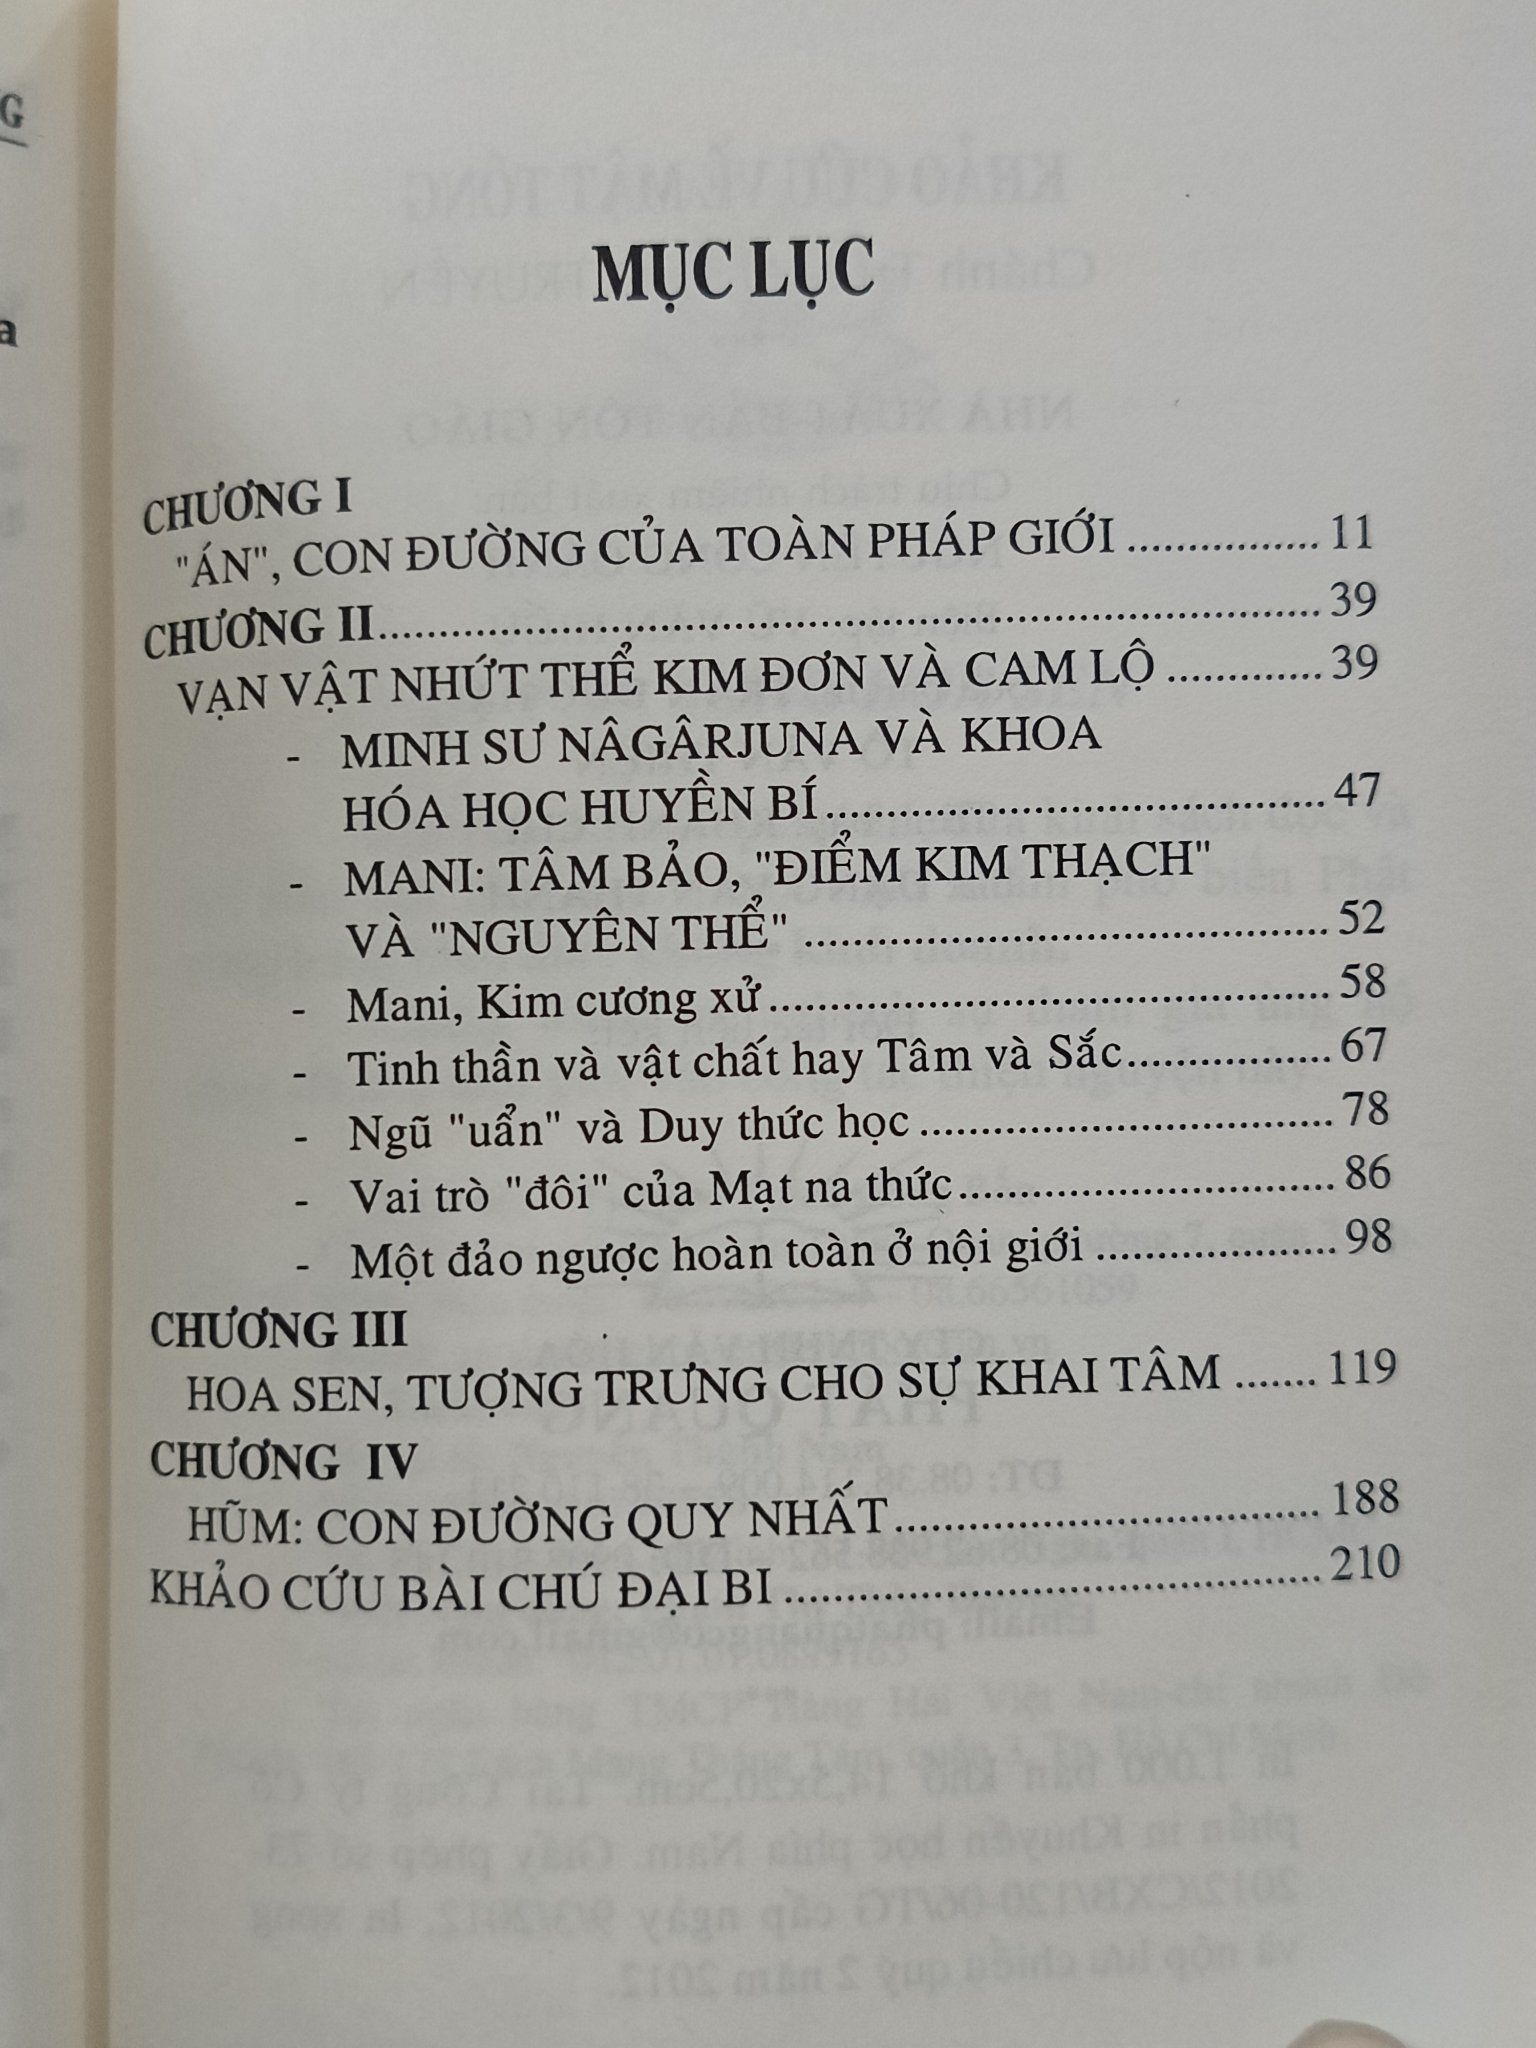 MỤC LỤC
CHƯƠNG I
"ÁN", CON ĐƯỜNG CỦA TOÀN PHÁP GIỚI ................ 11
CHƯƠNG II.......................................................................... 39
VẠN VẬT NHỨT THỂ KIM ĐƠN VÀ CAM LỘ ............. 39
- MINH SƯ NÂGÂRJUNA VÀ KHOA
HÓA HỌC HUYỀN BÍ......................................... 47
- MANI: TÂM BẢO, "ĐIỂM KIM THẠCH"
VÀ "NGUYÊN THỂ" ........................................... 52
- Mani, Kim cương xử.............................................. 58
- Tinh thần và vật chất hay Tâm và Sắc................. 67
- Ngũ "uẩn" và Duy thức học .................................. 78
- Vai trò "đôi" của Mạt na thức............................... 86
- Một đảo ngược hoàn toàn ở nội giới .................... 98
CHƯƠNG III
HOA SEN, TƯỢNG TRƯNG CHO SỰ KHAI TÂM ....... 119
CHƯƠNG IV
HŨM: CON ĐƯỜNG QUY NHẤT................................... 188
KHẢO CỨU BÀI CHÚ ĐẠI BI ............................................ 210